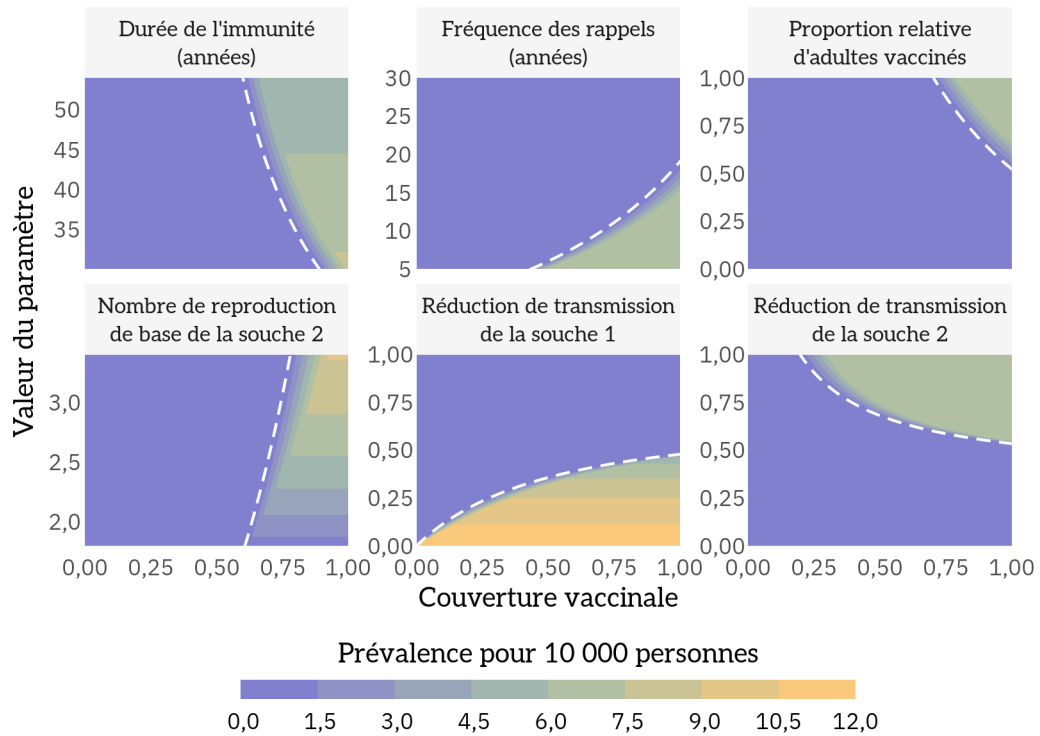 Durée de l'immunité
(années)
Fréquence des rappels
(années)
Proportion relative
d'adultes vaccinés
50
45
40
35
30
25
20
15
10
5
1,00
0,75
0,50
0,25
0,00
Valeur du paramètre
Nombre de reproduction
de base de la souche 2
Réduction de transmission
de la souche 1
Réduction de transmission
de la souche 2
3,0
2,5
2,0
1,00
0,75
0,50
0,25
0,00
1,00
0,75
0,50
0,25
0,00
0,00 0,25 0,50 0,75 1,00
0,00 0,25 0,50 0,75 1,00
0,00 0,25 0,50 0,75 1,00
Couverture vaccinale
Prévalence pour 10 000 personnes
0,0 1,5 3,0 4,5 6,0 7,5 9,0 10,5 12,0